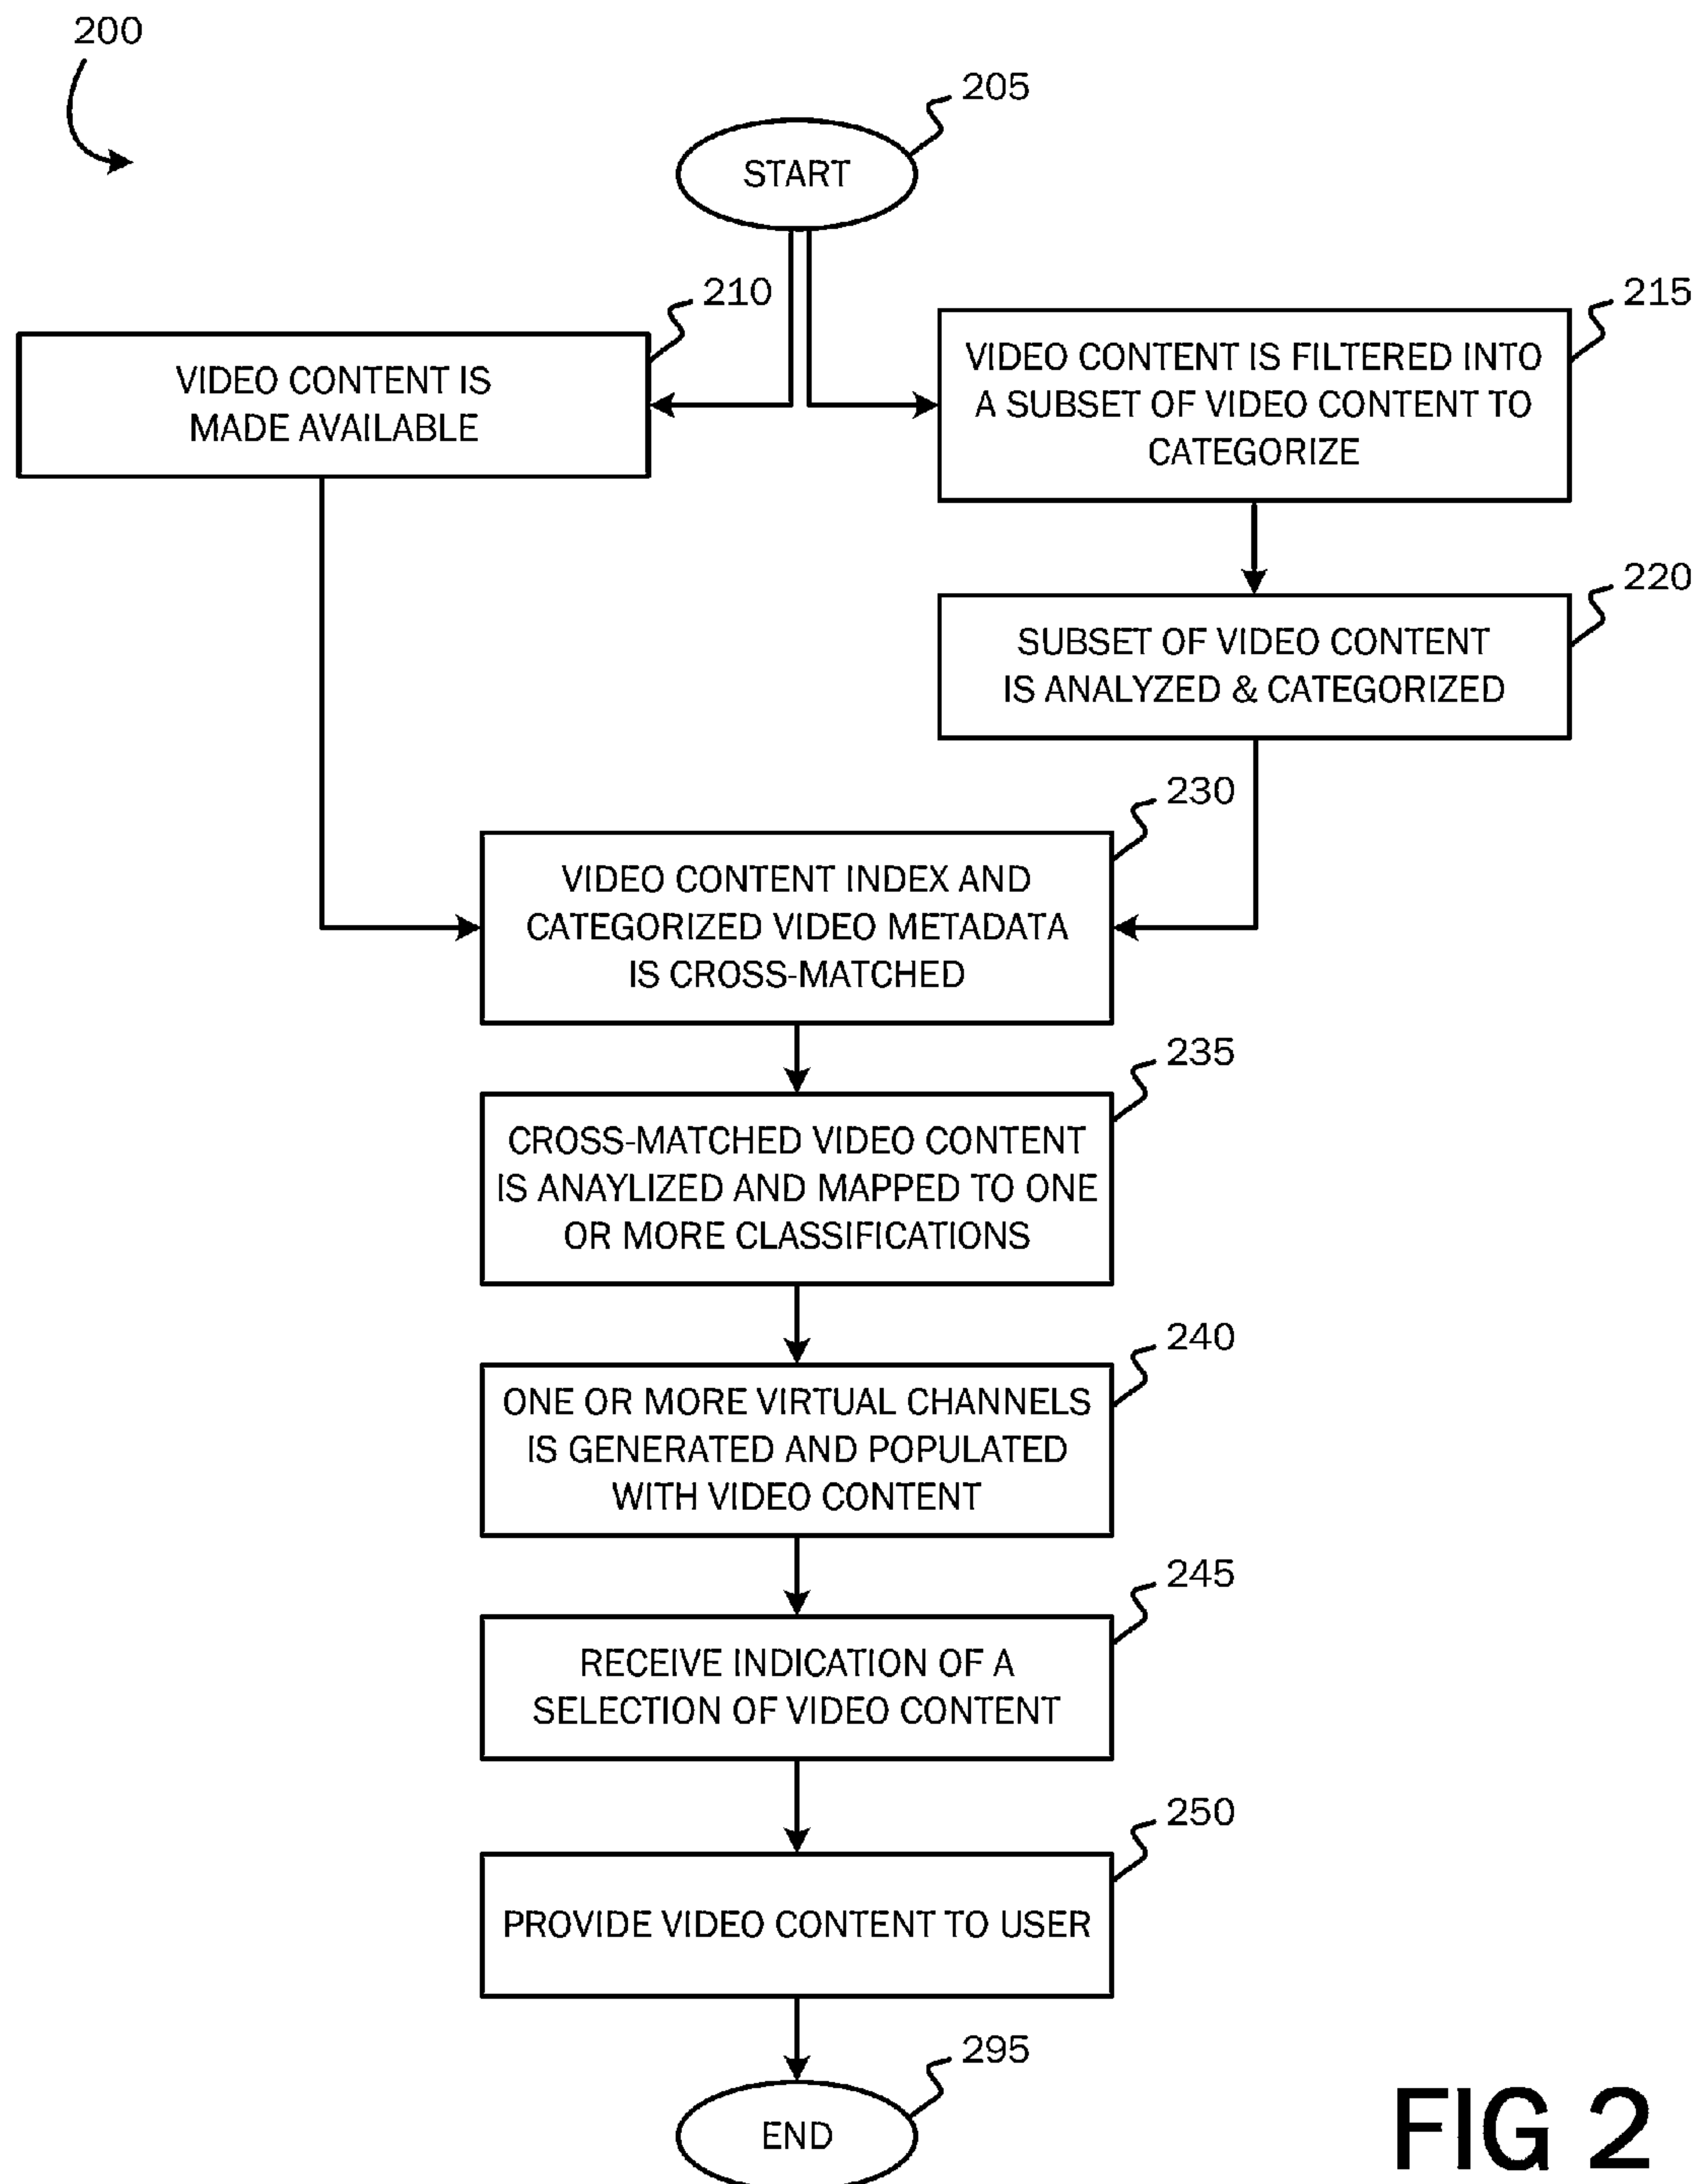 200
205
START
210
VIDEO CONTENT IS
MADE AVAILABLE
215
VIDEO CONTENT IS FILTERED INTO
A SUBSET OF VIDEO CONTENT TO
CATEGORIZE
220
SUBSET OF VIDEO CONTENT
IS ANALYZED & CATEGORIZED
230
VIDEO CONTENT INDEX AND
CATEGORIZED VIDEO METADATA
IS CROSS-MATCHED
235
CROSS-MATCHED VIDEO CONTENT
IS ANAYLIZED AND MAPPED TO ONE
OR MORE CLASSIFICATIONS
240
ONE OR MORE VIRTUAL CHANNELS
IS GENERATED AND POPULATED
WITH VIDEO CONTENT
245
RECEIVE INDICATION OF A
SELECTION OF VIDEO CONTENT
250
PROVIDE VIDEO CONTENT TO USER
295
END
FIG 2